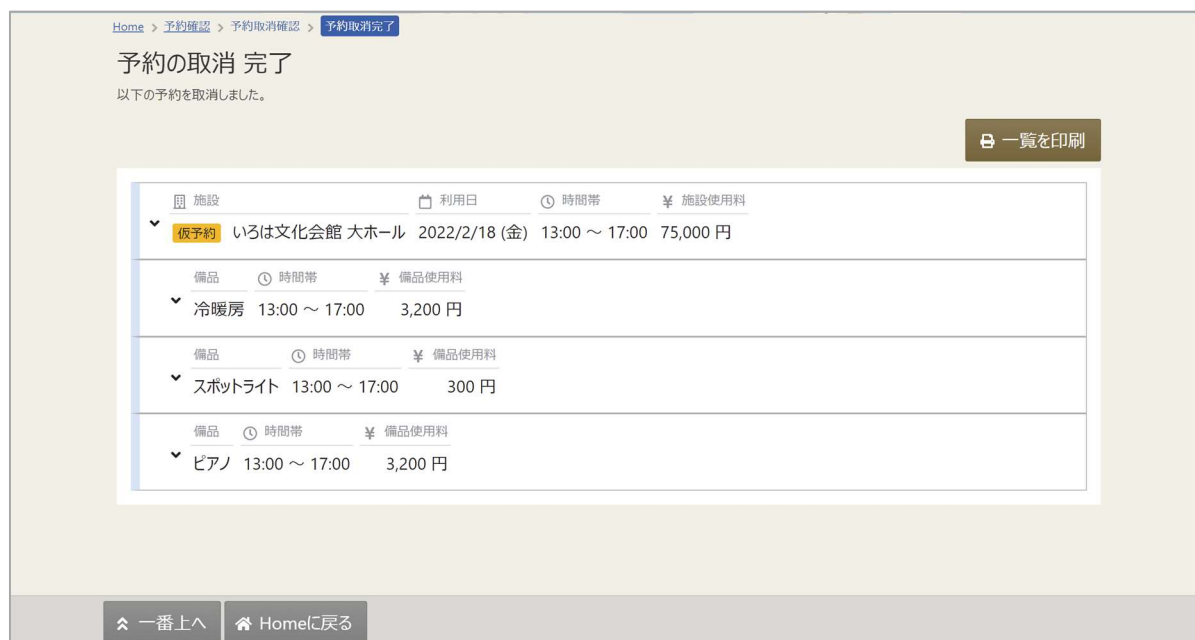 Home > 予約確認 > 予約取消確認 > 予約取消完了
予約の取消 完了
以下の予約を取消しました。
一覧を印刷
施設 利用日 時間帯 ¥ 施設使用料
仮予約 いろは文化会館 大ホール 2022/2/18 (金) 13:00 ～ 17:00 75,000 円
備品 時間帯 ¥ 備品使用料
冷暖房 13:00 ～ 17:00 3,200 円
備品 時間帯 ¥ 備品使用料
スポットライト 13:00 ～ 17:00 300 円
備品 時間帯 ¥ 備品使用料
ピアノ 13:00 ～ 17:00 3,200 円
一番上へ Homeに戻る